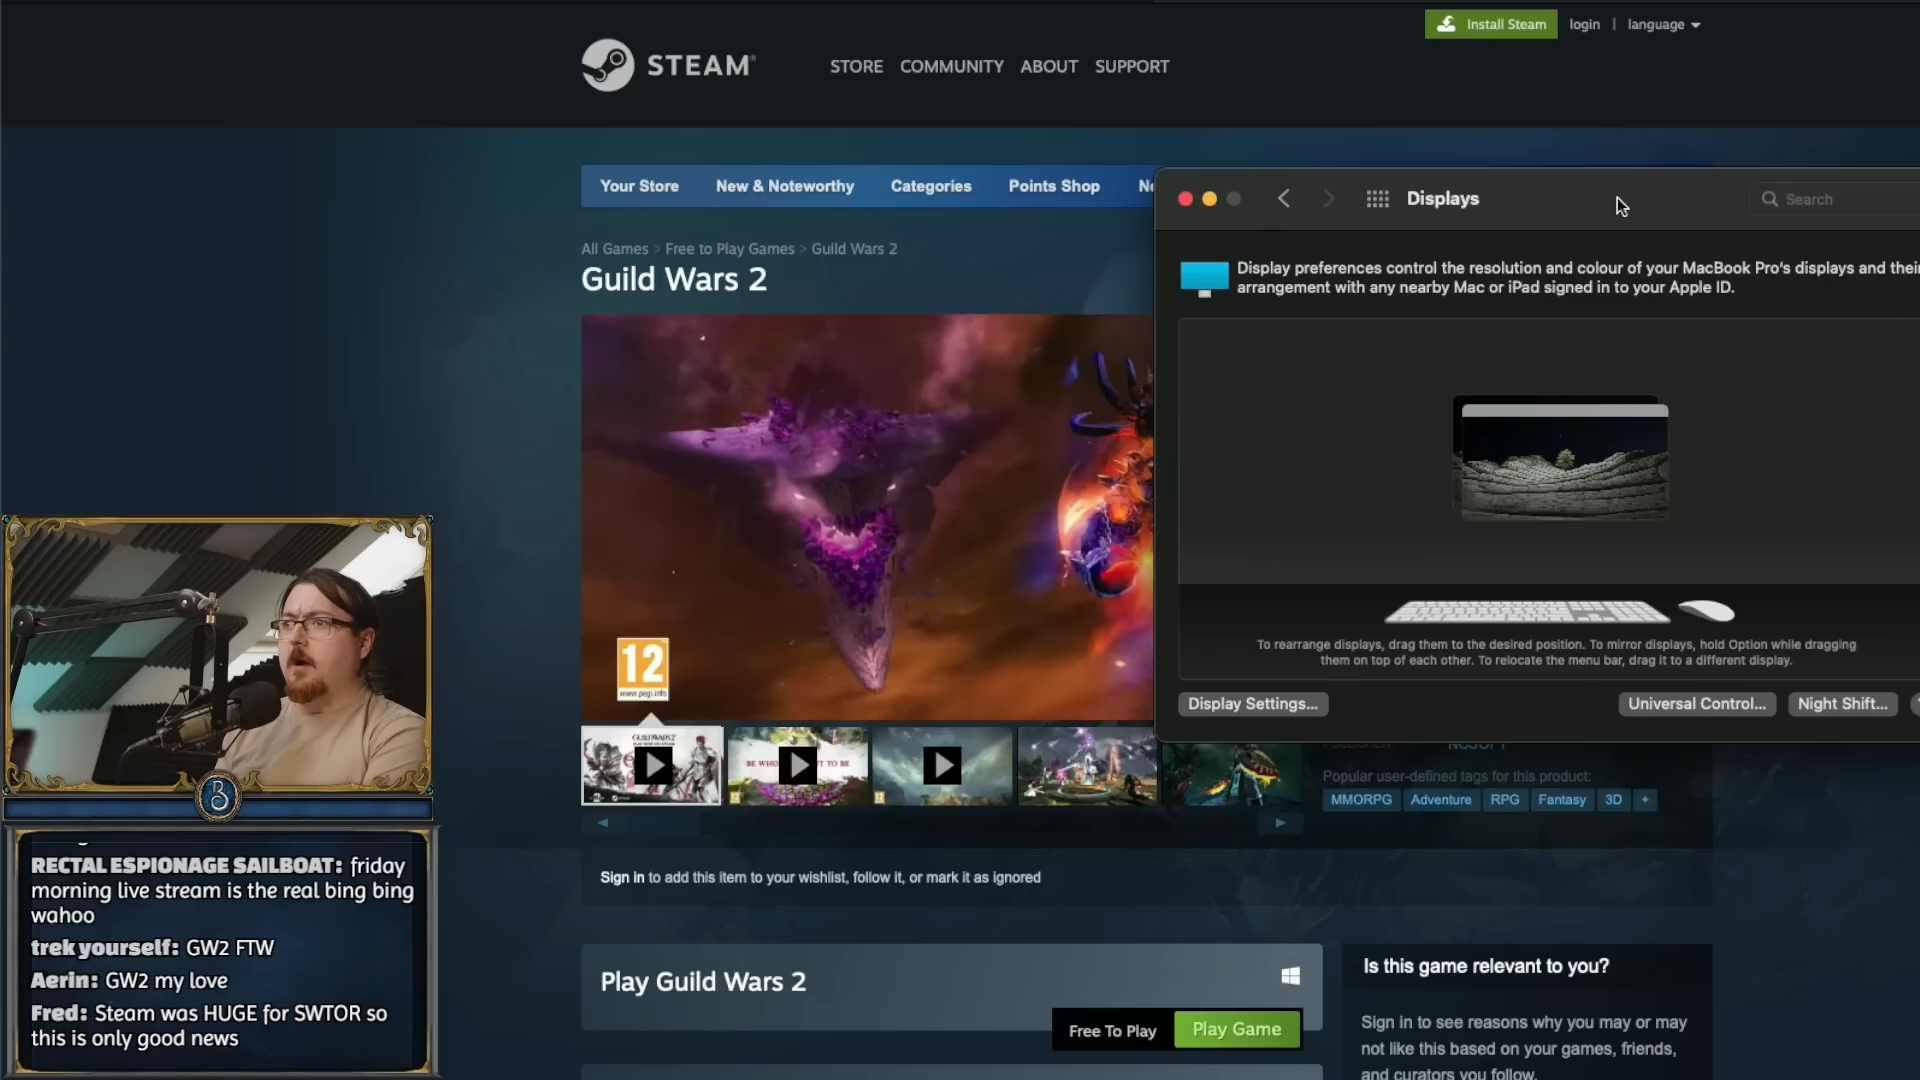 Install Steam
login
|
language
STEAM
STORE
COMMUNITY
ABOUT
SUPPORT
Your Store
New & Noteworthy
Categories
Points Shop
Displays
Search
All Games > Free to Play Games > Guild Wars 2
Guild Wars 2
Display preferences control the resolution and colour of your MacBook Pro's displays and their
arrangement with any nearby Mac or iPad signed in to your Apple ID.
12
www.pegi.info
To rearrange displays, drag them to the desired position. To mirror displays, hold Option while dragging
them on top of each other. To relocate the menu bar, drag it to a different display.
Display Settings...
Universal Control...
Night Shift...
GUILD WARS 2
NCSOFT
Popular user-defined tags for this product:
MMORPG
Adventure
RPG
Fantasy
3D
+
Sign in to add this item to your wishlist, follow it, or mark it as ignored
B
RECTAL ESPIONAGE SAILBOAT: friday
morning live stream is the real bing bing
wahoo
trek yourself: GW2 FTW
Aerin: GW2 my love
Fred: Steam was HUGE for SWTOR so
this is only good news
Play Guild Wars 2
Free To Play
Play Game
Is this game relevant to you?
Sign in to see reasons why you may or may
not like this based on your games, friends,
and curators you follow.